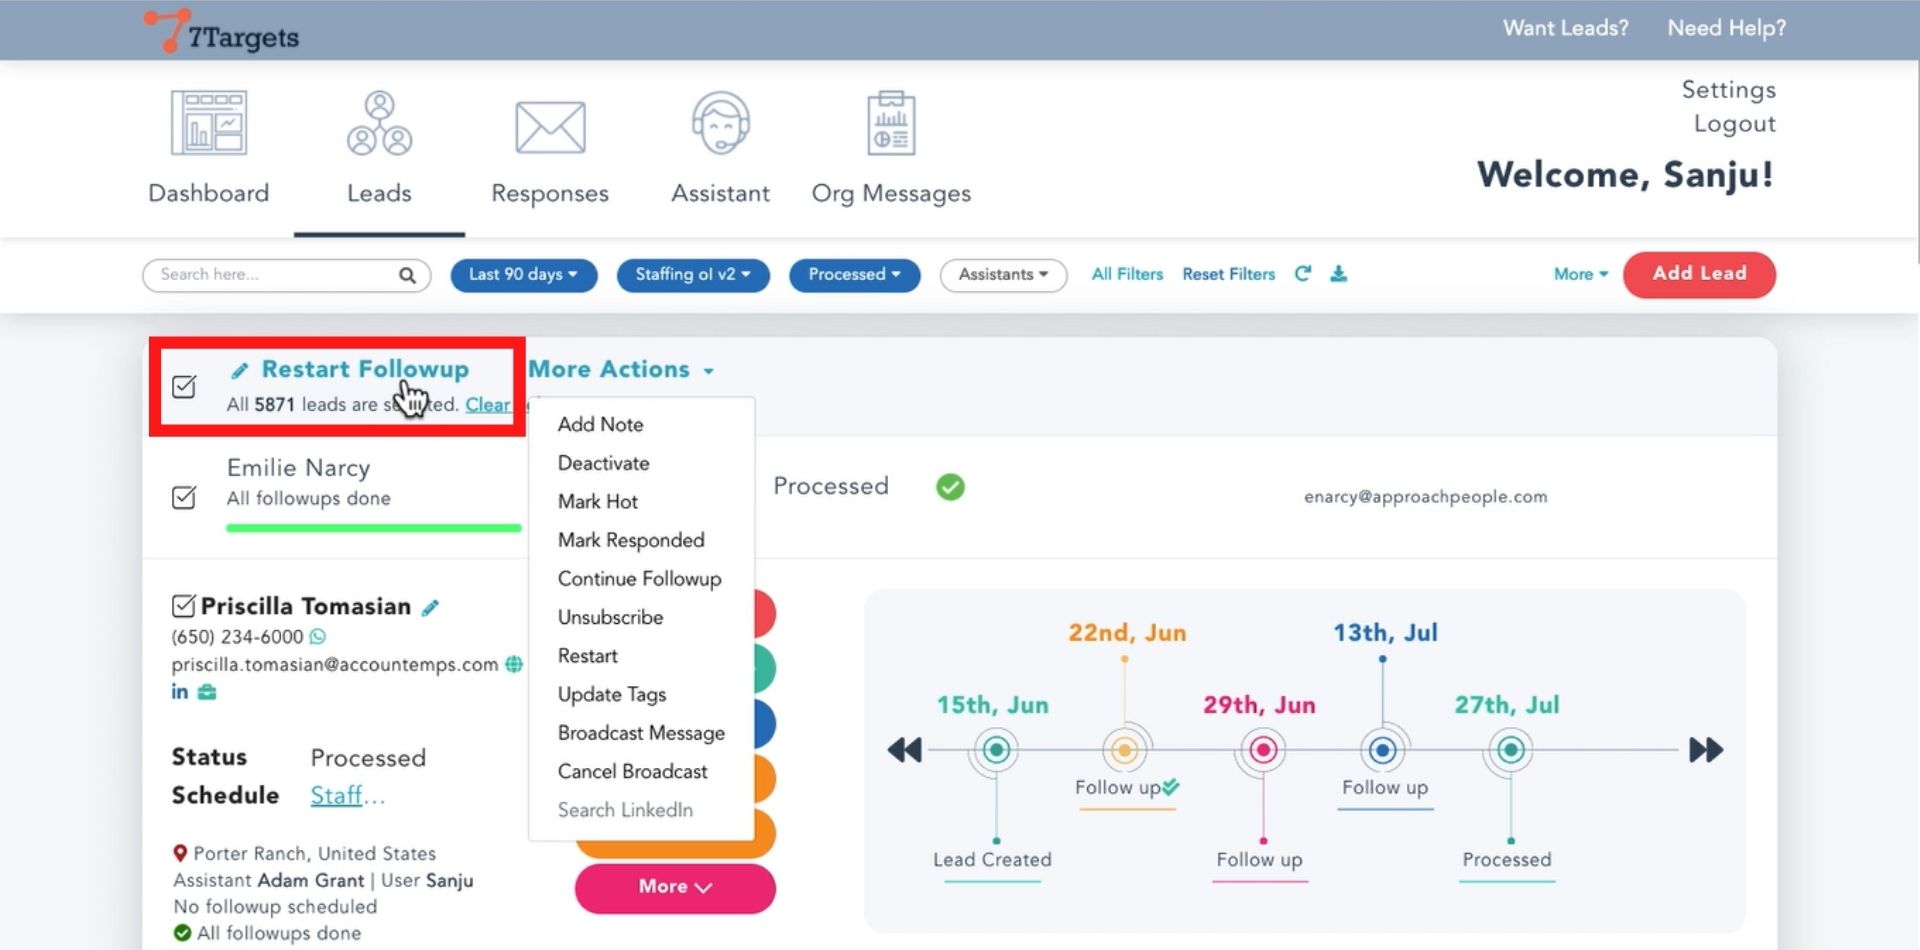 7Targets
Want Leads? Need Help?
Settings
Logout
Welcome, Sanju!
Dashboard Leads Responses Assistant Org Messages
Search here... Last 90 days Staffing ol v2 Processed Assistants All Filters Reset Filters More Add Lead
Restart Followup More Actions
All 5871 leads are Clear
Add Note
Deactivate
Mark Hot
Mark Responded
Continue Followup
Unsubscribe
Restart
Update Tags
Broadcast Message
Cancel Broadcast
Search LinkedIn
Emilie Narcy
All followups done
Processed
enarcy@approachpeople.com
Priscilla Tomasian
(650) 234-6000
priscilla.tomasian@accountemps.com
in
Status Processed
Schedule Staff...
Porter Ranch, United States
Assistant Adam Grant | User Sanju
No followup scheduled
All followups done
More
22nd, Jun 13th, Jul
15th, Jun 29th, Jun 27th, Jul
Follow up Follow up
Lead Created Follow up Processed